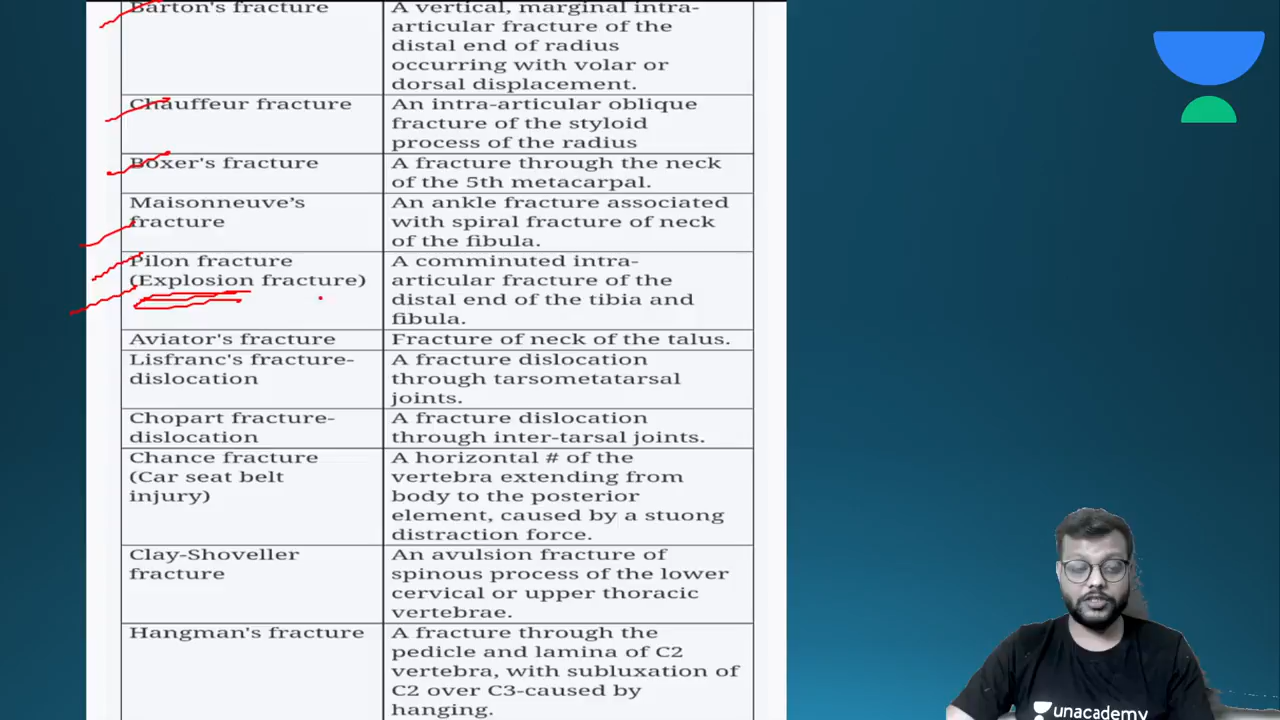 Barton's fracture
A vertical, marginal intra-
articular fracture of the
distal end of radius
occurring with volar or
dorsal displacement.
Chauffeur fracture
An intra-articular oblique
fracture of the styloid
process of the radius
Boxer's fracture
A fracture through the neck
of the 5th metacarpal.
Maisonneuve’s
fracture
An ankle fracture associated
with spiral fracture of neck
of the fibula.
Pilon fracture
(Explosion fracture)
A comminuted intra-
articular fracture of the
distal end of the tibia and
fibula.
Aviator's fracture
Fracture of neck of the talus.
Lisfranc's fracture-
dislocation
A fracture dislocation
through tarsometatarsal
joints.
Chopart fracture-
dislocation
A fracture dislocation
through inter-tarsal joints.
Chance fracture
(Car seat belt
injury)
A horizontal # of the
vertebra extending from
body to the posterior
element, caused by a stuong
distraction force.
Clay-Shoveller
fracture
An avulsion fracture of
spinous process of the lower
cervical or upper thoracic
vertebrae.
Hangman's fracture
A fracture through the
pedicle and lamina of C2
vertebra, with subluxation of
C2 over C3-caused by
hanging.
unacademy